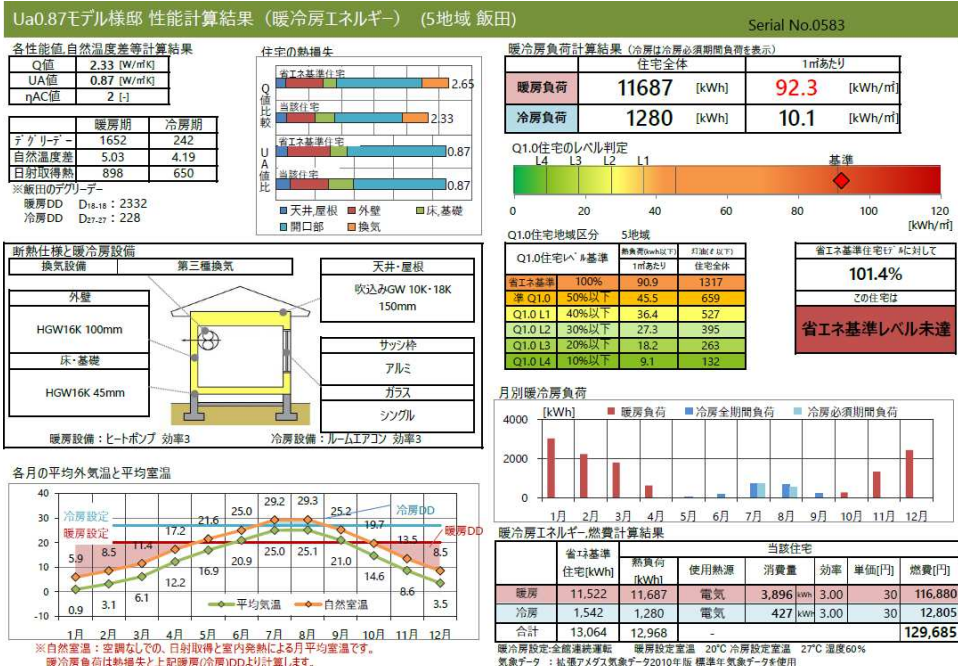 Ua0.87モデル様邸 性能計算結果（暖冷房エネルギｰ） (5地域 飯田)
Serial No.0583
各性能値,自然温度差等計算結果
Q値 2.33 [W/㎡K]
UA値 0.87 [W/㎡K]
ηAC値 2 [-]
暖房期 冷房期
ﾃﾞｸﾞﾘｰﾃﾞｰ 1652 242
自然温度差 5.03 4.19
日射取得熱 898 650
※飯田のﾃﾞｸﾞﾘｰﾃﾞｰ
暖房DD D18-18：2332
冷房DD D27-27：228
住宅の熱損失
Q値比較
省エネ基準住宅 2.65
当該住宅 2.33
UA値比
省エネ基準住宅 0.87
当該住宅 0.87
天井,屋根 外壁 床,基礎
開口部 換気
暖冷房負荷計算結果 (冷房は冷房必須期間負荷を表示)
住宅全体 1㎡あたり
暖房負荷 11687 [kWh] 92.3 [kWh/㎡]
冷房負荷 1280 [kWh] 10.1 [kWh/㎡]
Q1.0住宅のレベル判定
L4 L3 L2 L1 基準
0 20 40 60 80 100 120
[kWh/㎡]
Q1.0住宅地域区分 5地域
Q1.0住宅ﾚﾍﾞﾙ基準 熱負荷(kwh以下) 灯油(ℓ以下)
1㎡あたり 住宅全体
省エネ基準 100% 90.9 1317
準 Q1.0 50%以下 45.5 659
Q1.0 L1 40%以下 36.4 527
Q1.0 L2 30%以下 27.3 395
Q1.0 L3 20%以下 18.2 263
Q1.0 L4 10%以下 9.1 132
省エネ基準住宅ﾓﾃﾞﾙに対して
101.4%
この住宅は
省エネ基準レベル未達
断熱仕様と暖冷房設備
換気設備 第三種換気
外壁
HGW16K 100mm
床・基礎
HGW16K 45mm
天井・屋根
吹込みGW 10K・18K
150mm
サッシ枠
アルミ
ガラス
シングル
暖房設備：ヒートポンプ 効率3 冷房設備：ルームエアコン 効率3
月別暖冷房負荷
[kWh] 暖房負荷 冷房全期間負荷 冷房必須期間負荷
4000
2000
0
1月 2月 3月 4月 5月 6月 7月 8月 9月 10月 11月 12月
各月の平均外気温と平均室温
40
30
20
10
0
-10
冷房設定
暖房設定
冷房DD
暖房DD
5.9 8.5 11.4 17.2 21.6 25.0 29.2 29.3 25.2 19.7 13.5 8.5
0.9 3.1 6.1 12.2 16.9 20.9 25.0 25.1 21.0 14.6 8.6 3.5
平均気温 自然室温
1月 2月 3月 4月 5月 6月 7月 8月 9月 10月 11月 12月
※自然室温：空調なしでの、日射取得と室内発熱による月平均室温です。
暖冷房負荷は熱損失と上記暖房(冷房)DDより計算します。
暖冷房エネルギｰ,燃費計算結果
省ｴﾈ基準住宅[kWh] 当該住宅
熱負荷[kWh] 使用熱源 消費量 効率 単価[円] 燃費[円]
暖房 11,522 11,687 電気 3,896 kWh 3.00 30 116,880
冷房 1,542 1,280 電気 427 kWh 3.00 30 12,805
合計 13,064 12,968 - 129,685
暖冷房設定:全館連続運転 暖房設定室温 20℃ 冷房設定室温 27℃ 湿度60%
気象データ：拡張アメダス気象データ2010年版 標準年気象データを使用